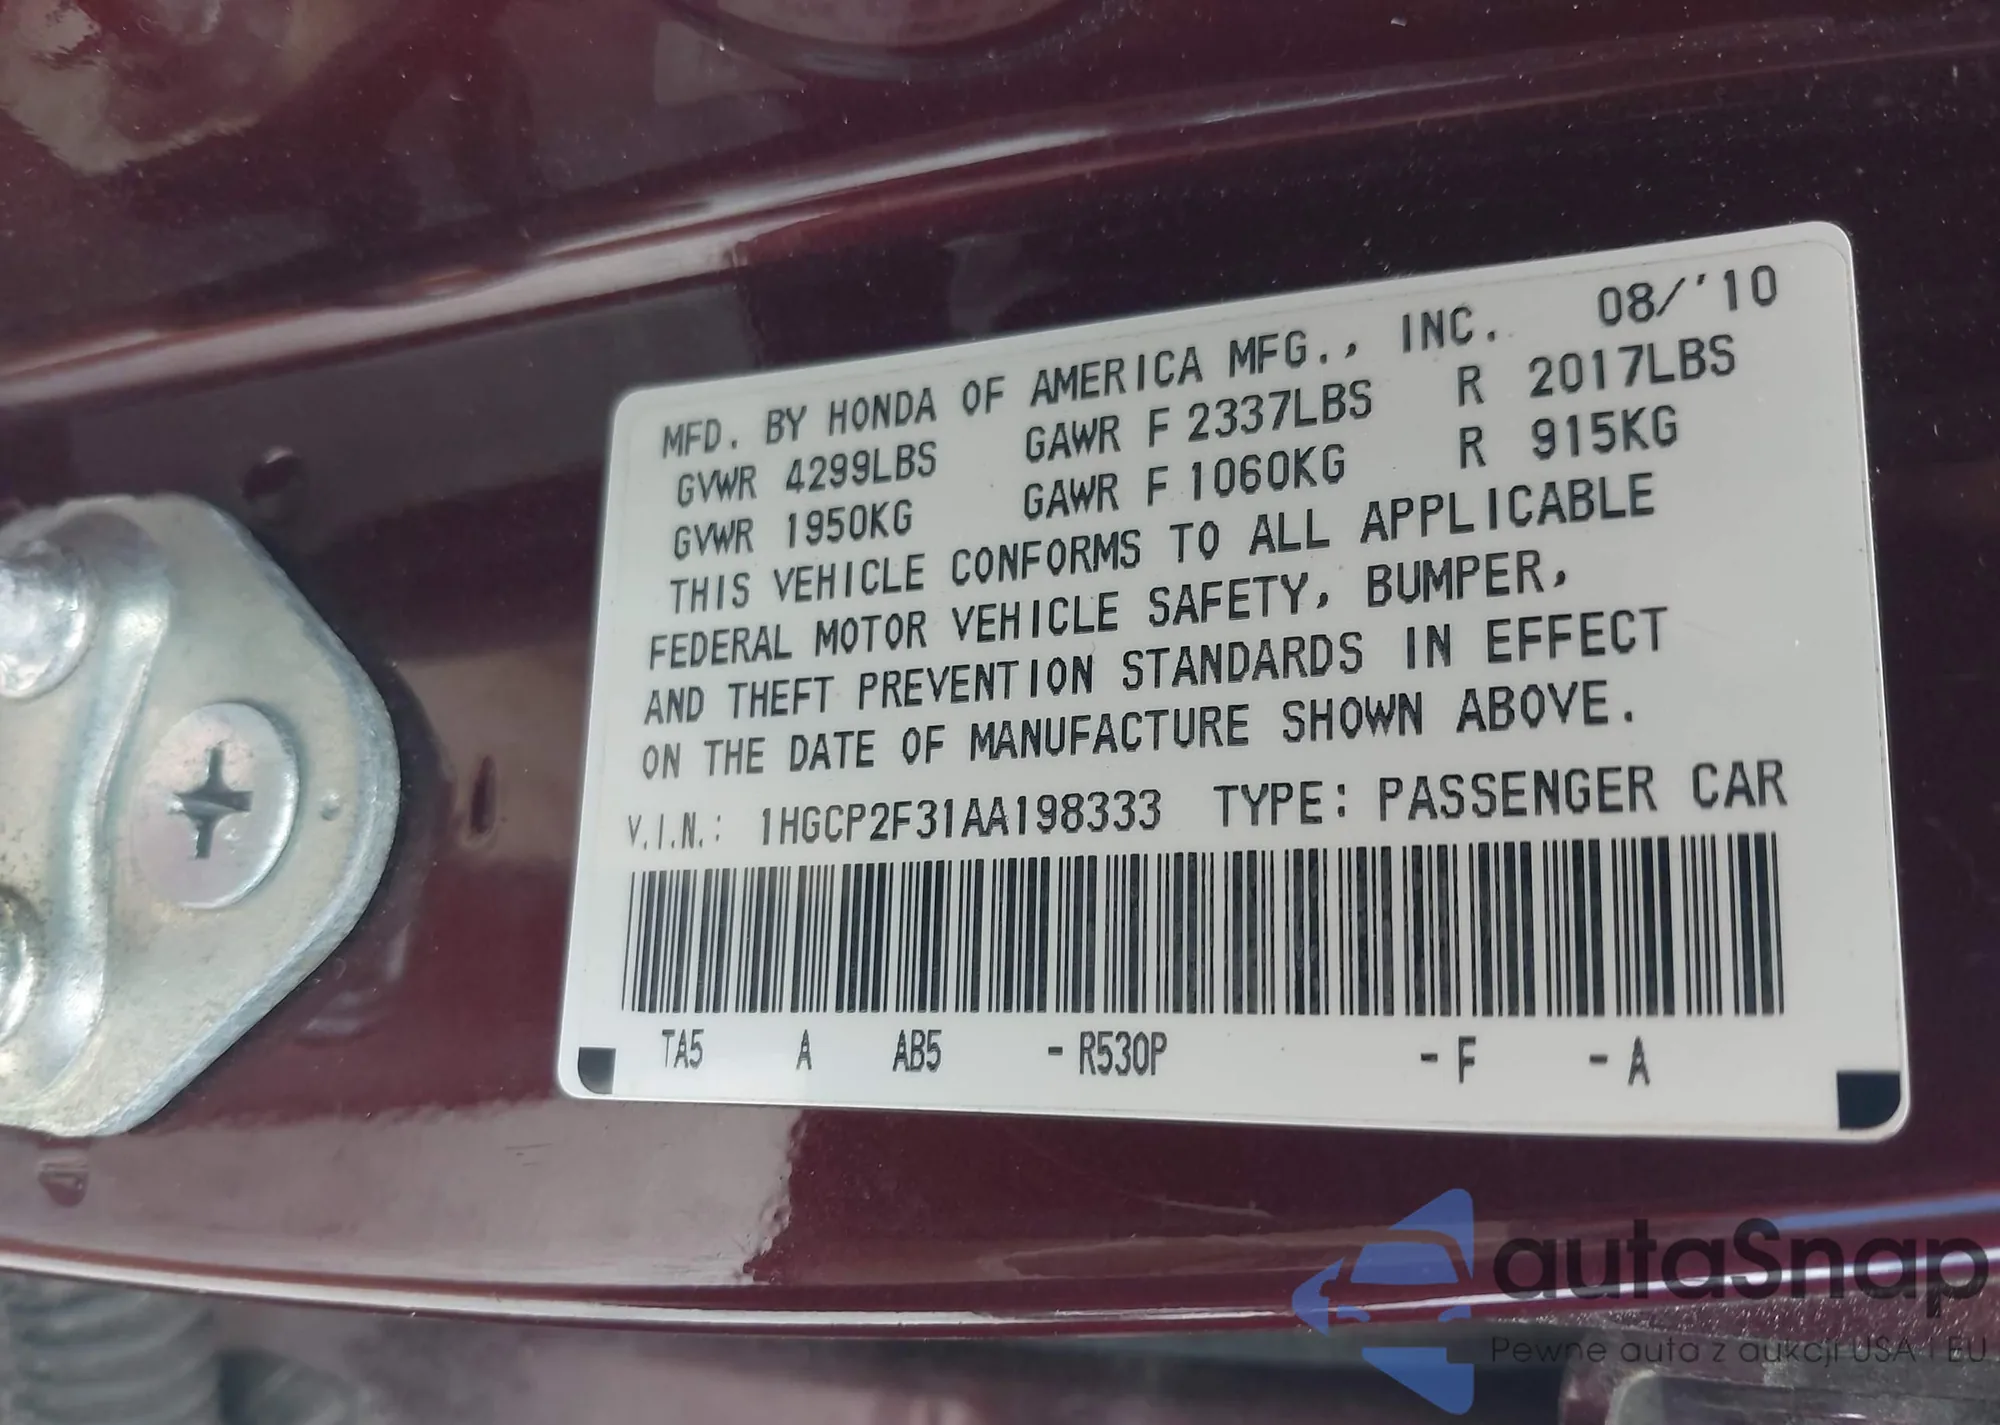 MFD. BY HONDA OF AMERICA MFG., INC. 08/'10
GVWR 4299LBS GAWR F 2337LBS R 2017LBS
GVWR 1950KG GAWR F 1060KG R 915KG
THIS VEHICLE CONFORMS TO ALL APPLICABLE
FEDERAL MOTOR VEHICLE SAFETY, BUMPER,
AND THEFT PREVENTION STANDARDS IN EFFECT
ON THE DATE OF MANUFACTURE SHOWN ABOVE.
V.I.N.: 1HGCP2F31AA198333 TYPE: PASSENGER CAR
TA5 A AB5 -R530P -F -A
autaSnap
Pewne auta z aukcji USA i EU